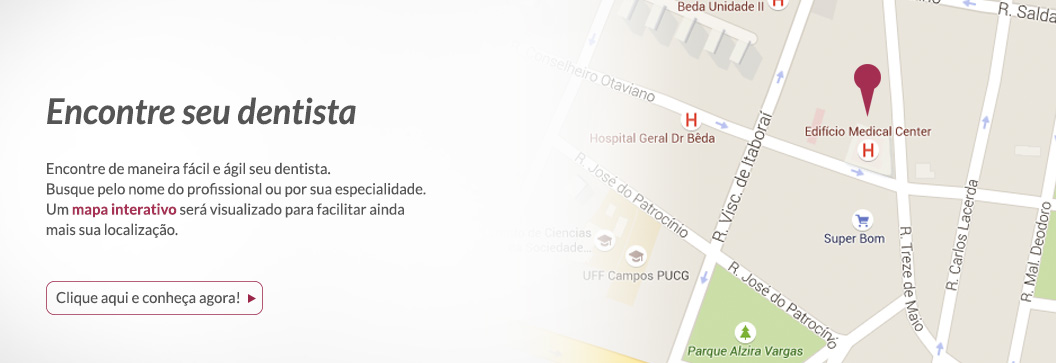 Encontre seu dentista
Encontre de maneira fácil e ágil seu dentista.
Busque pelo nome do profissional ou por sua especialidade.
Um mapa interativo será visualizado para facilitar ainda
mais sua localização.
Clique aqui e conheça agora!
Beda Unidade II
H
R. Salda
Conselheiro Otaviano
H
Hospital Geral Dr Bêda
Edifício Medical Center
H
R. Visc. de Itaboraí
R. José do Patrocínio
de Ciencias
Sociedade...
UFF Campos PUCG
Super Bom
R. Treze de Maio
R. Carlos Lacerda
R. Mal. Deodoro
R. José do Patrocínio
Parque Alzira Vargas